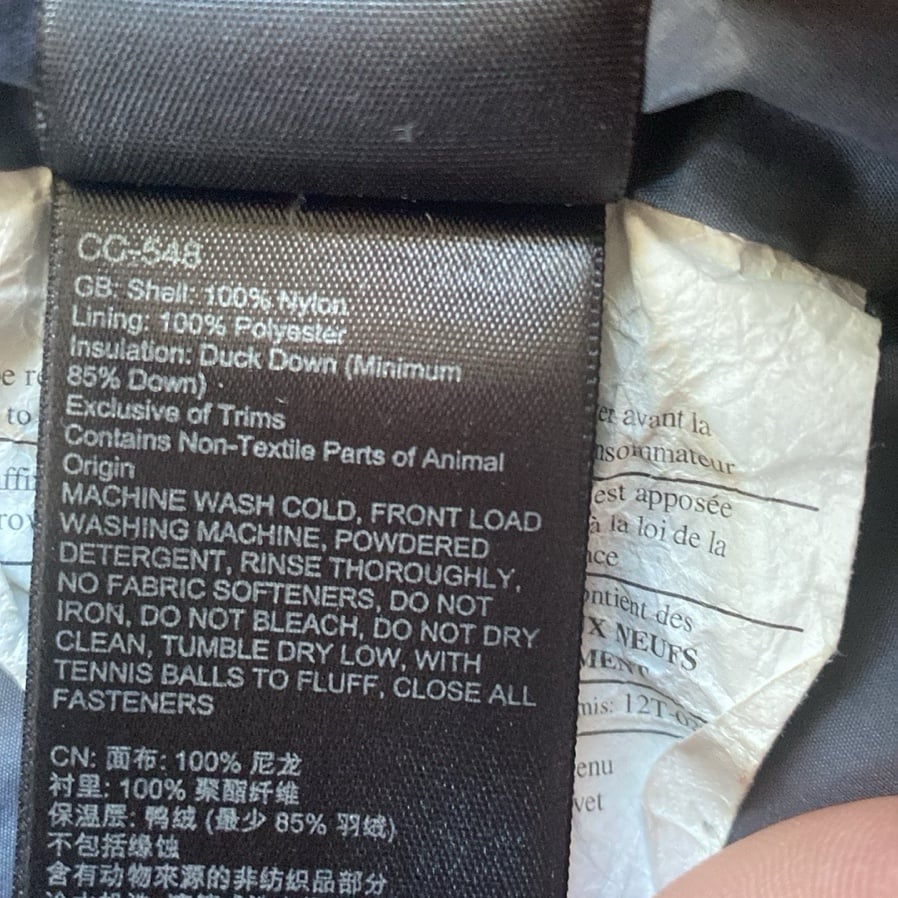 CC-548
GB: Shell: 100% Nylon
Lining: 100% Polyester
Insulation: Duck Down (Minimum
85% Down)
Exclusive of Trims
Contains Non-Textile Parts of Animal
Origin
MACHINE WASH COLD, FRONT LOAD
WASHING MACHINE, POWDERED
DETERGENT, RINSE THOROUGHLY,
NO FABRIC SOFTENERS, DO NOT
IRON, DO NOT BLEACH, DO NOT DRY
CLEAN, TUMBLE DRY LOW, WITH
TENNIS BALLS TO FLUFF, CLOSE ALL
FASTENERS
CN: 面布: 100% 尼龙
衬里: 100% 聚酯纤维
保温层: 鸭绒 (最少 85% 羽绒)
不包括缘蚀
含有动物來源的非纺织品部分
to
er avant la
nsommateur
est apposée
à la loi de la
nce
ontient des
X NEUFS
MENT
mis: 12T-
enu
vet